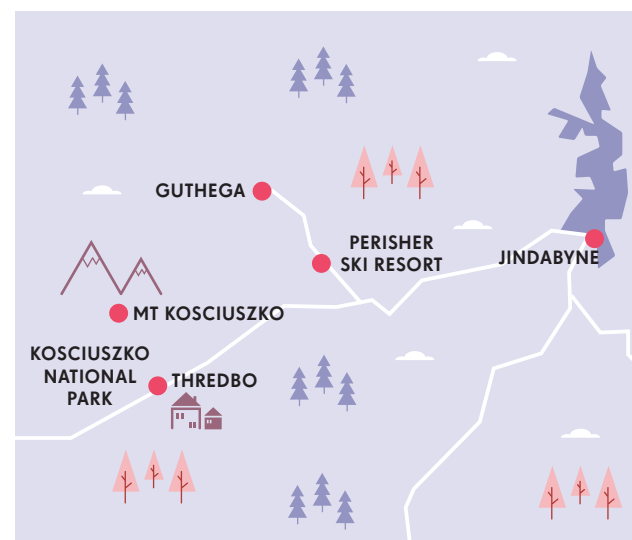 GUTHEGA
PERISHER
SKI RESORT
JINDABYNE
MT KOSCIUSZKO
KOSCIUSZKO
NATIONAL
PARK
THREDBO